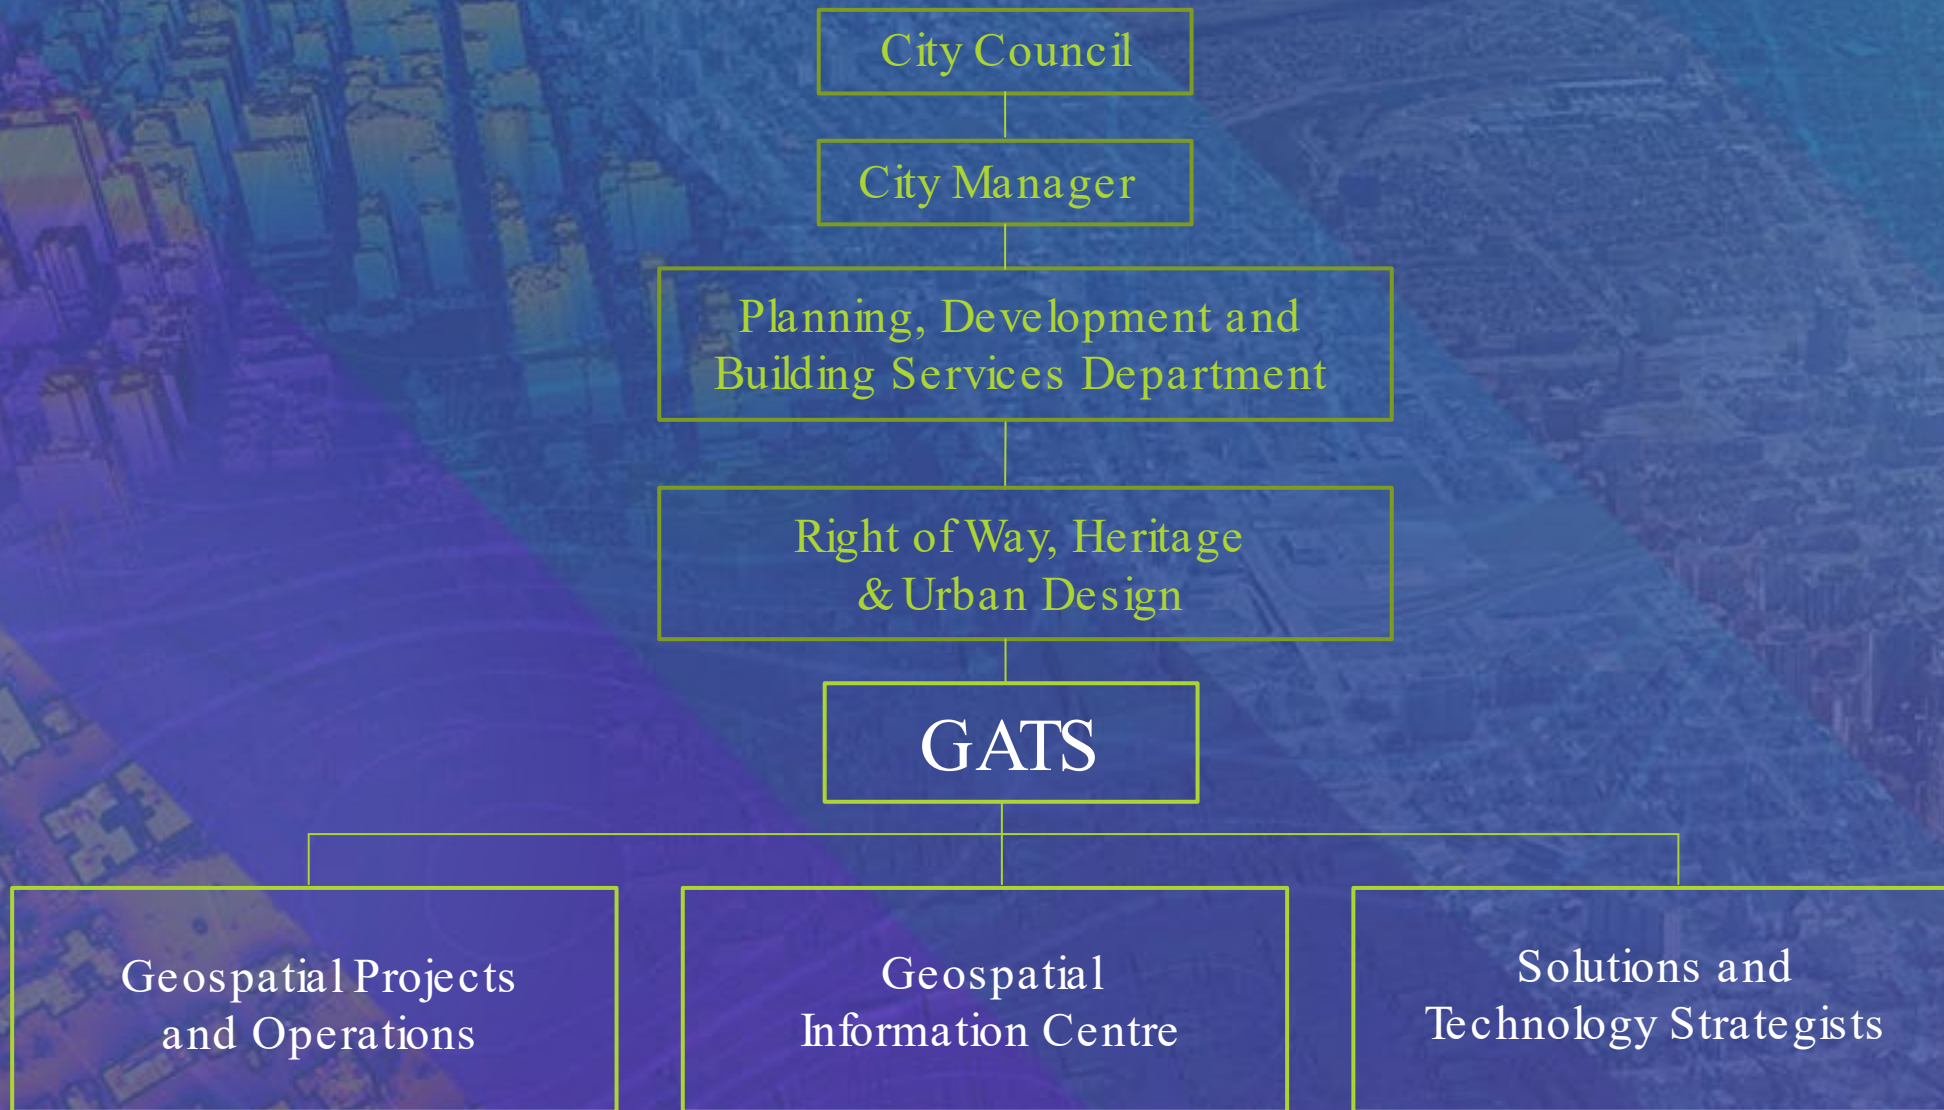 City Council
City Manager
Planning, Development and
Building Services Department
Right of Way, Heritage
& Urban Design
GATS
Geospatial Projects
and Operations
Geospatial
Information Centre
Solutions and
Technology Strategists